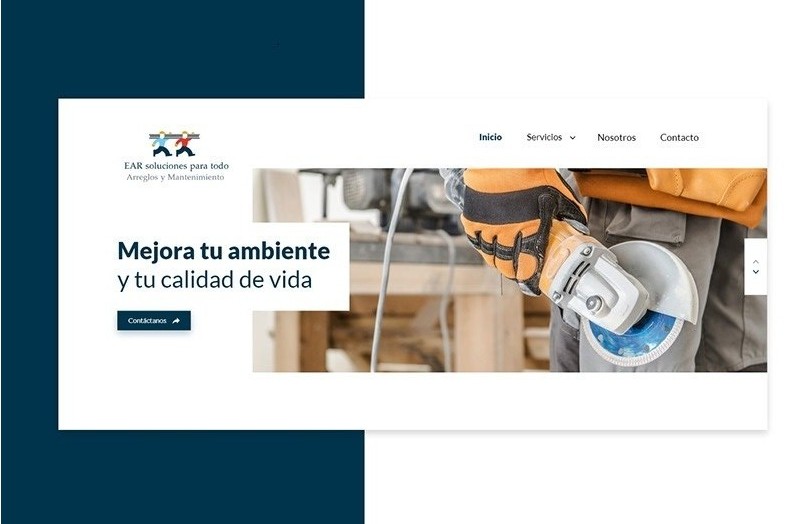 Inicio
Servicios
Nosotros
Contacto
EAR soluciones para todo
Arreglos y Mantenimiento
Mejora tu ambiente
y tu calidad de vida
Contáctanos